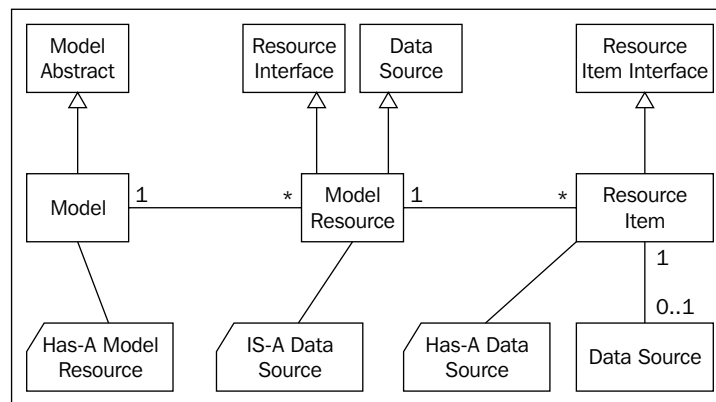 Model
Abstract
Resource
Interface
Data
Source
Resource
Item Interface
Model
1
*
Model
Resource
1
*
Resource
Item
1
0..1
Has-A Model
Resource
IS-A Data
Source
Has-A Data
Source
Data Source